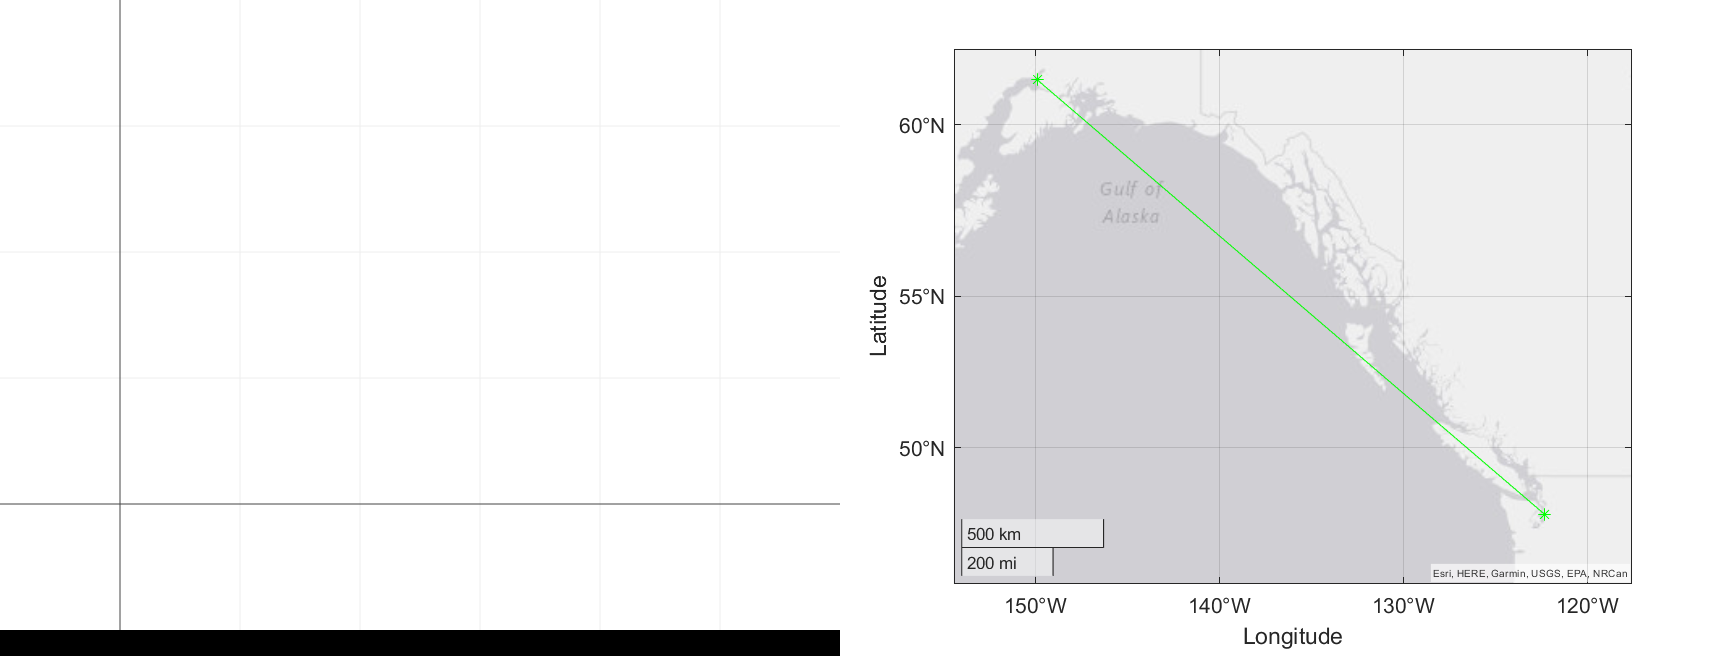 60°N
55°N
50°N
Latitude
Gulf of
Alaska
500 km
200 mi
Esri, HERE, Garmin, USGS, EPA, NRCan
150°W 140°W 130°W 120°W
Longitude